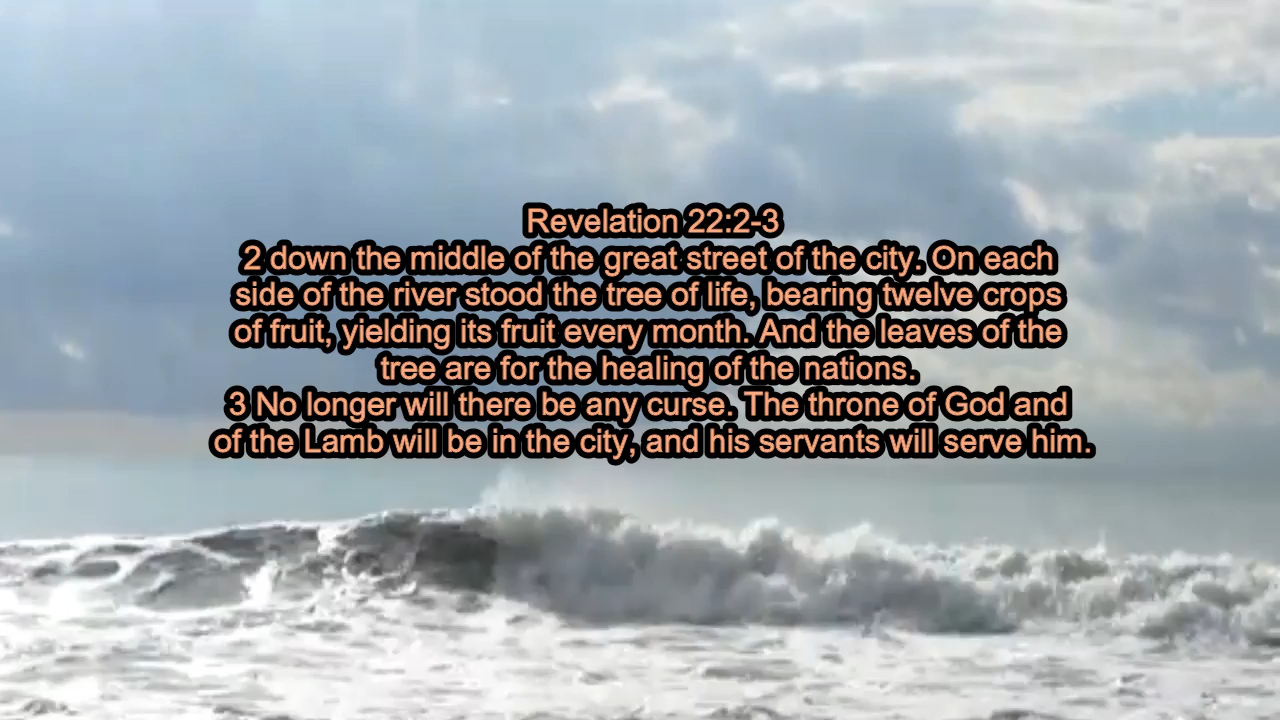 Revelation 22:2-3
2 down the middle of the great street of the city. On each
side of the river stood the tree of life, bearing twelve crops
of fruit, yielding its fruit every month. And the leaves of the
tree are for the healing of the nations.
3 No longer will there be any curse. The throne of God and
of the Lamb will be in the city, and his servants will serve him.